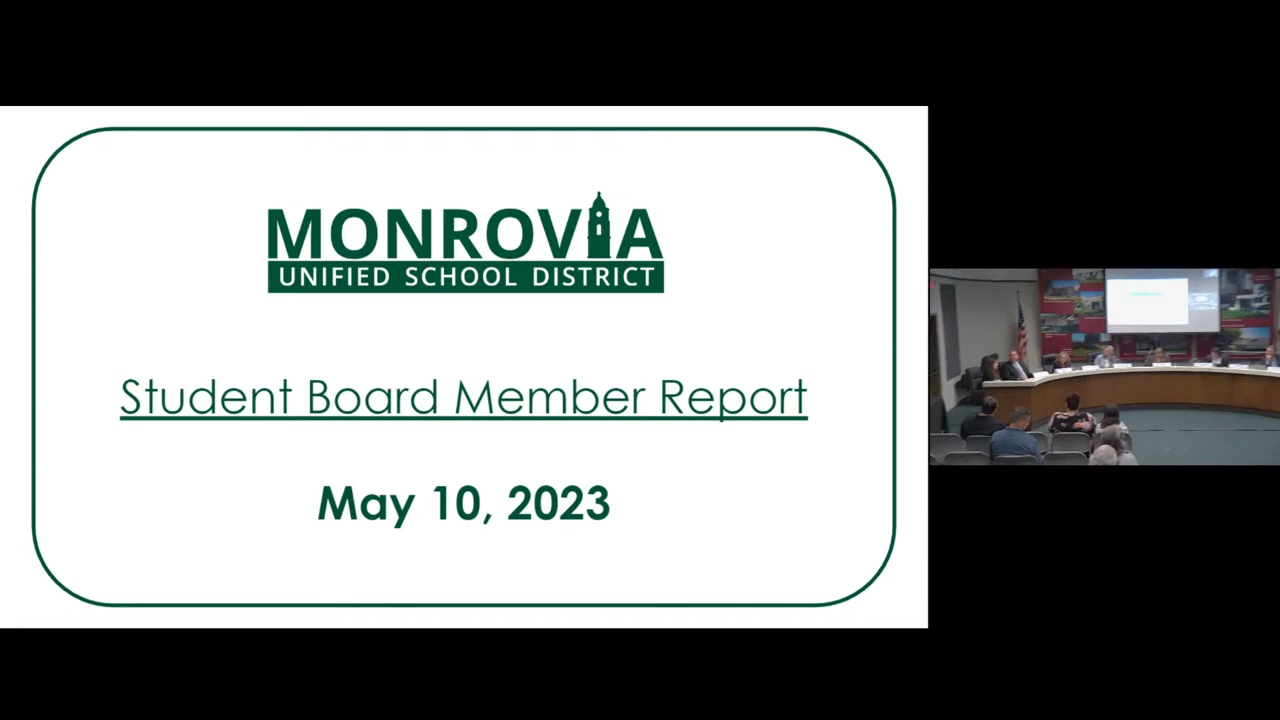 MONROVIA
UNIFIED SCHOOL DISTRICT
Student Board Member Report
May 10, 2023